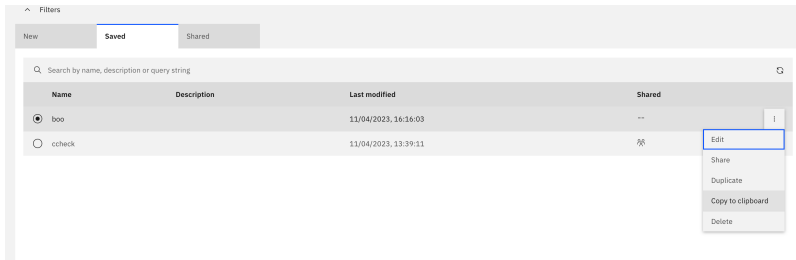 Filters
New Saved Shared
Search by name, description or query string
Name Description Last modified Shared
boo 11/04/2023, 16:16:03 --
ccheck 11/04/2023, 13:39:11
Edit
Share
Duplicate
Copy to clipboard
Delete